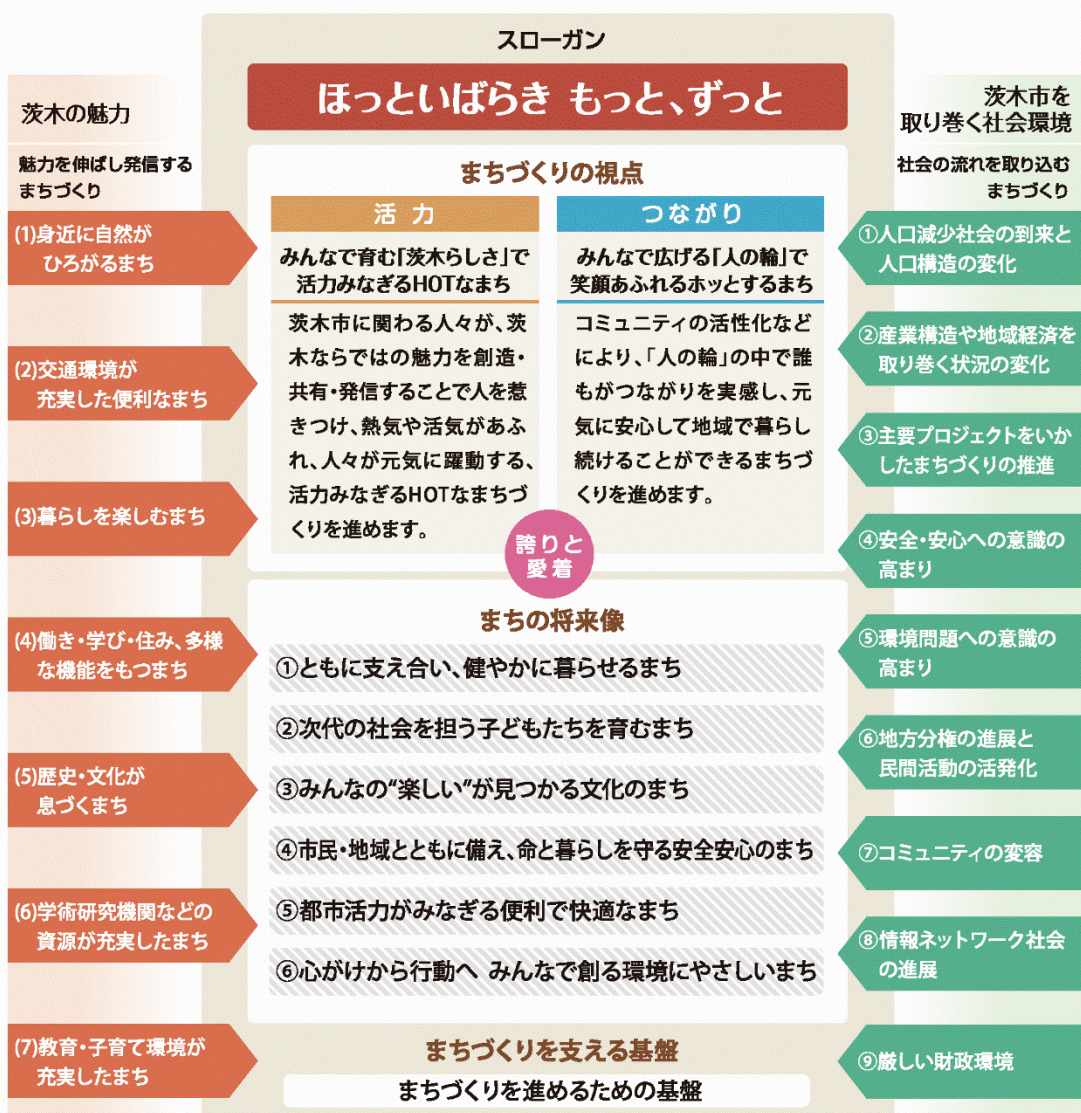 スローガン
ほっといばらき もっと、ずっと
茨木の魅力
魅力を伸ばし発信する
まちづくり
(1)身近に自然が
ひろがるまち
(2)交通環境が
充実した便利なまち
(3)暮らしを楽しむまち
(4)働き・学び・住み、多様
な機能をもつまち
(5)歴史・文化が
息づくまち
(6)学術研究機関などの
資源が充実したまち
(7)教育・子育て環境が
充実したまち
まちづくりの視点
活力
みんなで育む「茨木らしさ」で
活力みなぎるHOTなまち
茨木市に関わる人々が、茨
木ならではの魅力を創造・
共有・発信することで人を惹
きつけ、熱気や活気があふ
れ、人々が元気に躍動する、
活力みなぎるHOTなまちづ
くりを進めます。
つながり
みんなで広げる「人の輪」で
笑顔あふれるホッとするまち
コミュニティの活性化など
により、「人の輪」の中で誰
もがつながりを実感し、元
気に安心して地域で暮らし
続けることができるまちづ
くりを進めます。
誇りと
愛着
まちの将来像
①ともに支え合い、健やかに暮らせるまち
②次代の社会を担う子どもたちを育むまち
③みんなの“楽しい”が見つかる文化のまち
④市民・地域とともに備え、命と暮らしを守る安全安心のまち
⑤都市活力がみなぎる便利で快適なまち
⑥心がけから行動へ みんなで創る環境にやさしいまち
まちづくりを支える基盤
まちづくりを進めるための基盤
茨木市を
取り巻く社会環境
社会の流れを取り込む
まちづくり
①人口減少社会の到来と
人口構造の変化
②産業構造や地域経済を
取り巻く状況の変化
③主要プロジェクトをいか
したまちづくりの推進
④安全・安心への意識の
高まり
⑤環境問題への意識の
高まり
⑥地方分権の進展と
民間活動の活発化
⑦コミュニティの変容
⑧情報ネットワーク社会
の進展
⑨厳しい財政環境